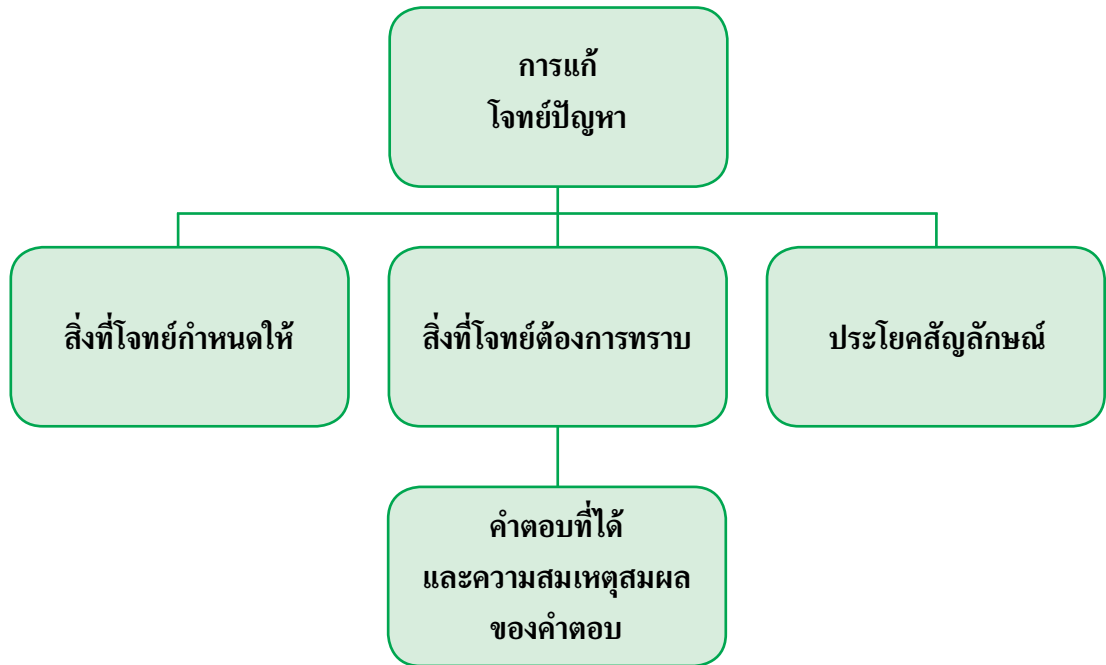 การแก้
โจทย์ปัญหา
สิ่งที่โจทย์กำหนดให้
สิ่งที่โจทย์ต้องการทราบ
ประโยคสัญลักษณ์
คำตอบที่ได้
และความสมเหตุสมผล
ของคำตอบ